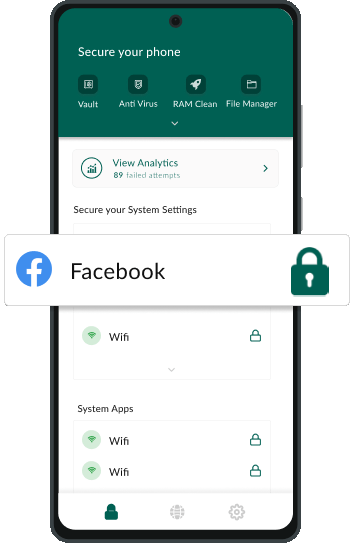 Secure your phone
Vault
Anti Virus
RAM Clean
File Manager
View Analytics
89 failed attempts
Secure your System Settings
Facebook
Wifi
System Apps
Wifi
Wifi